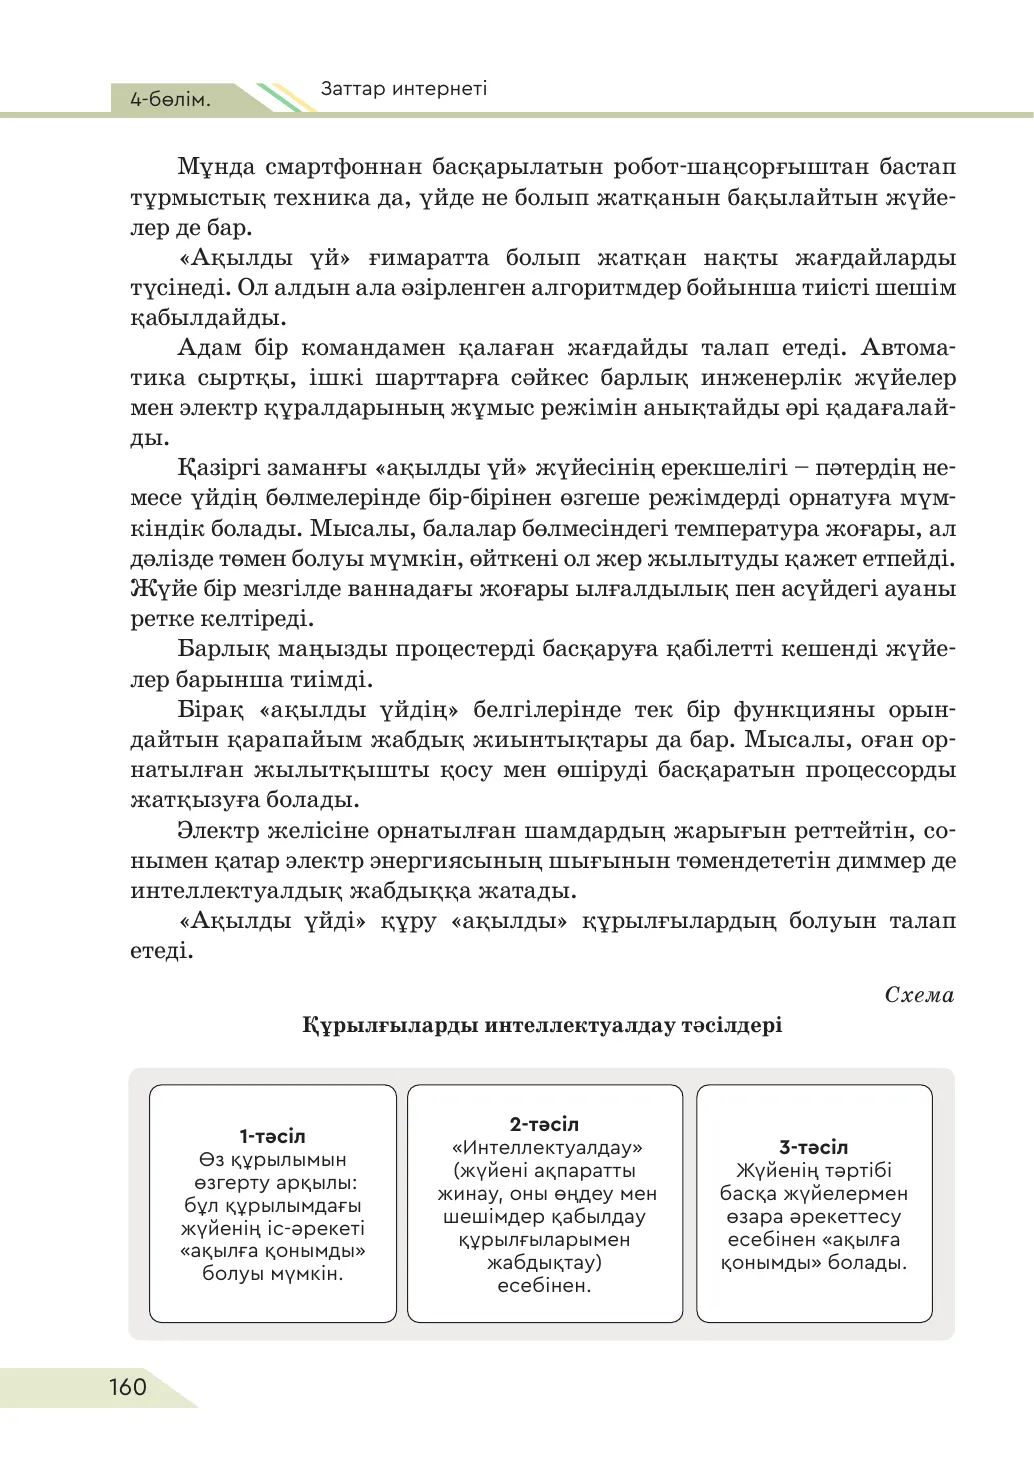 4-бөлім.
Заттар интернеті
Мұнда смартфоннан басқарылатын робот-шаңсорғыштан бастап
тұрмыстық техника да, үйде не болып жатқанын бақылайтын жүйе-
лер де бар.
«Ақылды үй» ғимаратта болып жатқан нақты жағдайларды
түсінеді. Ол алдын ала әзірленген алгоритмдер бойынша тиісті шешім
қабылдайды.
Адам бір командамен қалаған жағдайды талап етеді. Автома-
тика сыртқы, ішкі шарттарға сәйкес барлық инженерлік жүйелер
мен электр құралдарының жұмыс режімін анықтайды әрі қадағалай-
ды.
Қазіргі заманғы «ақылды үй» жүйесінің ерекшелігі – пәтердің не-
месе үйдің бөлмелерінде бір-бірінен өзгеше режімдерді орнатуға мүм-
кіндік болады. Мысалы, балалар бөлмесіндегі температура жоғары, ал
дәлізде төмен болуы мүмкін, өйткені ол жер жылытуды қажет етпейді.
Жүйе бір мезгілде ваннадағы жоғары ылғалдылық пен асүйдегі ауаны
ретке келтіреді.
Барлық маңызды процестерді басқаруға қабілетті кешенді жүйе-
лер барынша тиімді.
Бірақ «ақылды үйдің» белгілерінде тек бір функцияны орын-
дайтын қарапайым жабдық жиынтықтары да бар. Мысалы, оған ор-
натылған жылытқышты қосу мен өшіруді басқаратын процессорды
жатқызуға болады.
Электр желісіне орнатылған шамдардың жарығын реттейтін, со-
нымен қатар электр энергиясының шығынын төмендететін диммер де
интеллектуалдық жабдыққа жатады.
«Ақылды үйді» құру «ақылды» құрылғылардың болуын талап
етеді.
Схема
Құрылғыларды интеллектуалдау тәсілдері
1-тәсіл
Өз құрылымын
өзгерту арқылы:
бұл құрылымдағы
жүйенің іс-әрекеті
«ақылға қонымды»
болуы мүмкін.
2-тәсіл
«Интеллектуалдау»
(жүйені ақпаратты
жинау, оны өңдеу мен
шешімдер қабылдау
құрылғыларымен
жабдықтау)
есебінен.
3-тәсіл
Жүйенің тәртібі
басқа жүйелермен
өзара әрекеттесу
есебінен «ақылға
қонымды» болады.
160